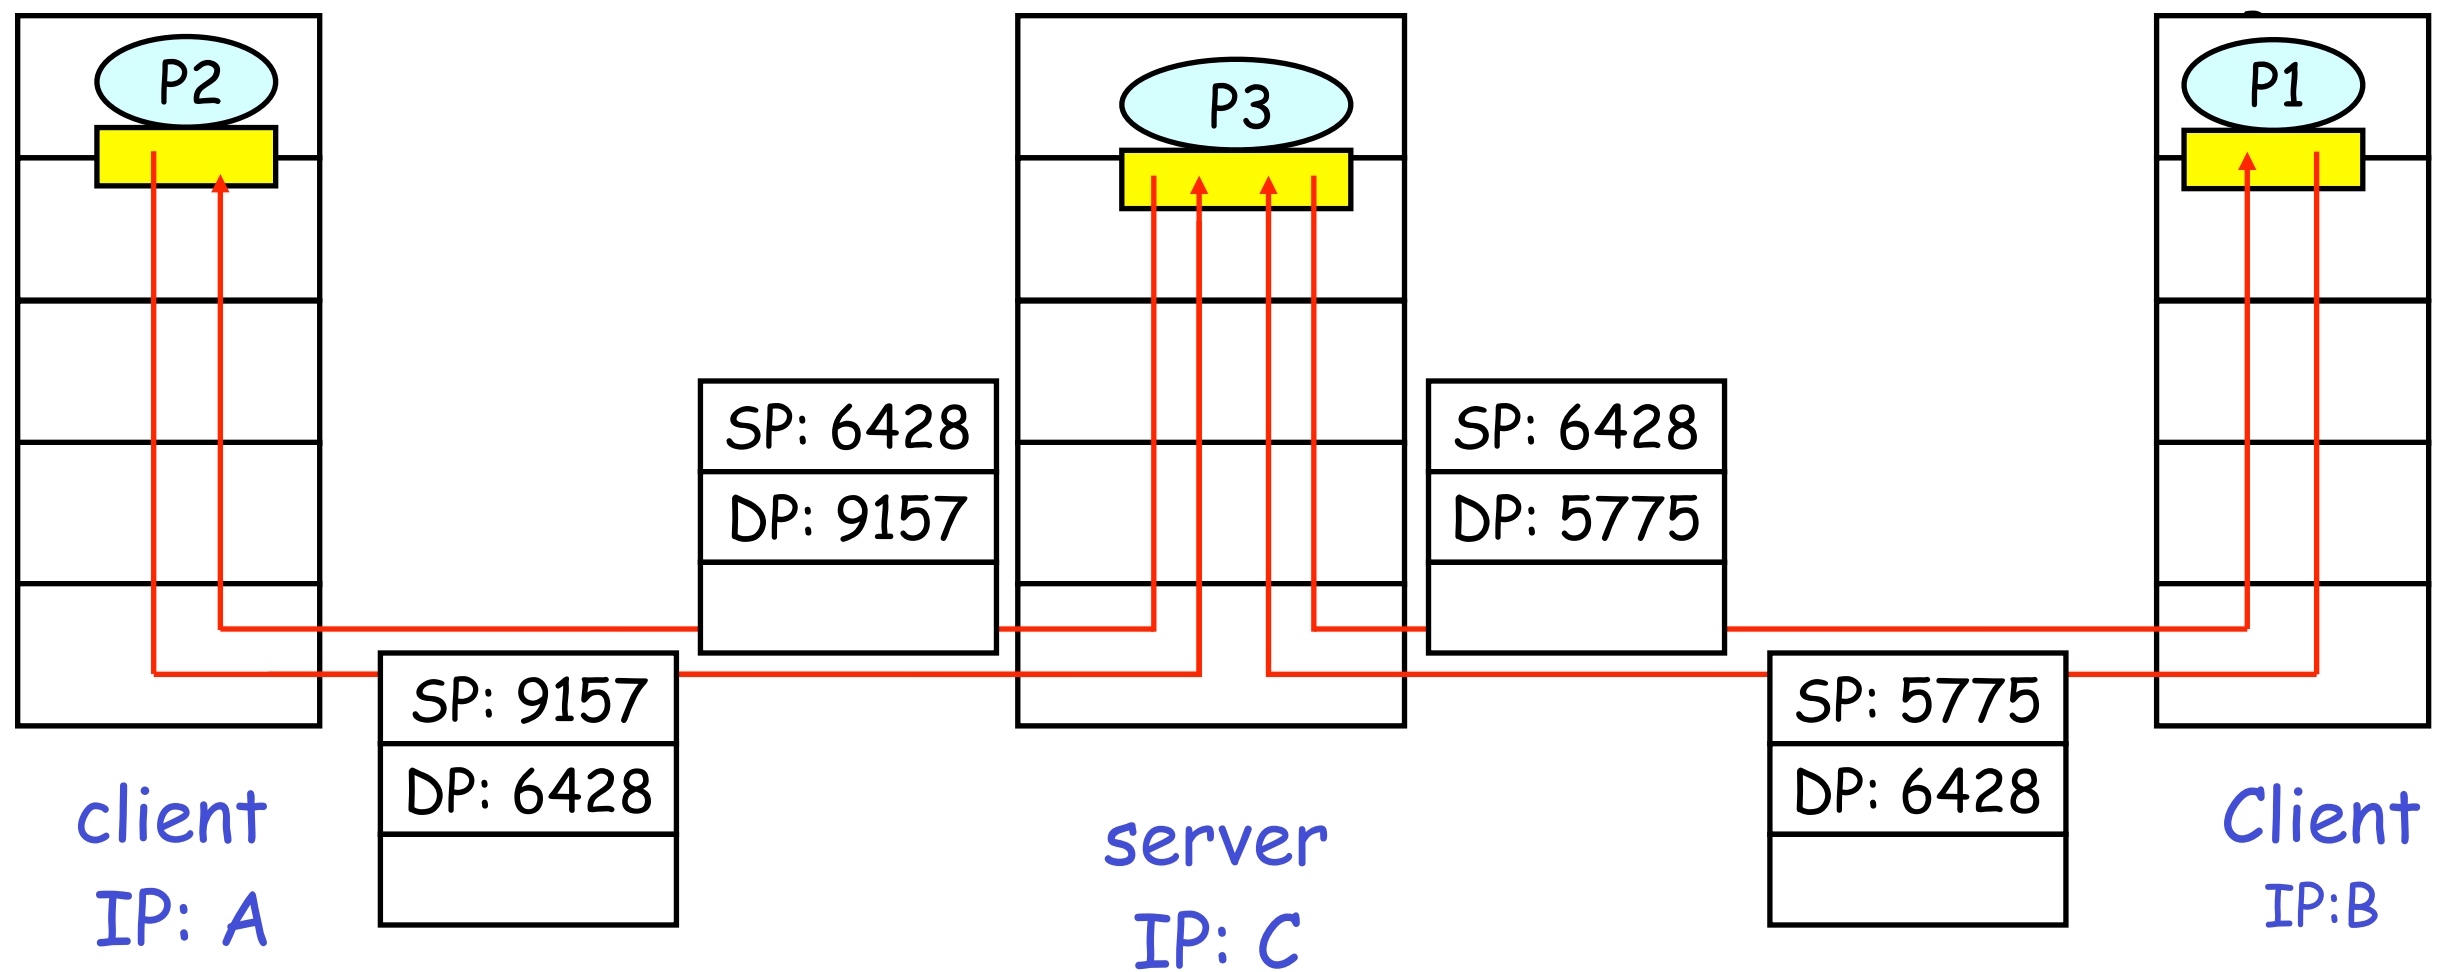 P2
P3
P1
SP: 6428
DP: 9157
SP: 6428
DP: 5775
SP: 9157
DP: 6428
SP: 5775
DP: 6428
client
IP: A
server
IP: C
Client
IP:B